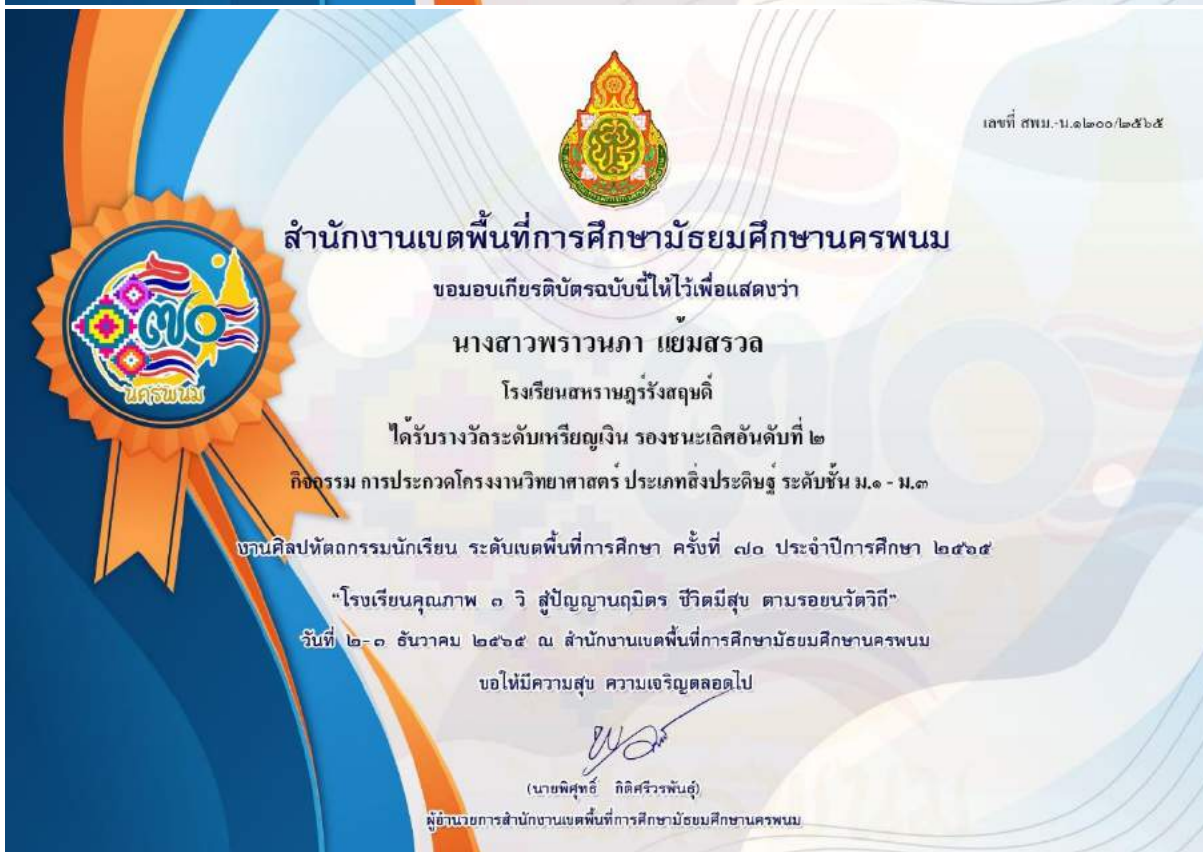 เลขที่ สพม.-น.๑๒๐๐/๒๕๖๕
สำนักงานเขตพื้นที่การศึกษามัธยมศึกษานครพนม
ขอมอบเกียรติบัตรฉบับนี้ให้ไว้เพื่อแสดงว่า
นางสาวพราวนภา แย้มสรวล
โรงเรียนสหราษฎร์รังสฤษดิ์
ได้รับรางวัลระดับเหรียญเงิน รองชนะเลิศอันดับที่ ๒
กิจกรรม การประกวดโครงงานวิทยาศาสตร์ ประเภทสิ่งประดิษฐ์ ระดับชั้น ม.๑ - ม.๓
งานศิลปหัตถกรรมนักเรียน ระดับเขตพื้นที่การศึกษา ครั้งที่ ๗๐ ประจำปีการศึกษา ๒๕๖๕
"โรงเรียนคุณภาพ ๓ วิ สู่ปัญญานฤมิตร ชีวิตมีสุข ตามรอยนวัตวิถี"
วันที่ ๒-๓ ธันวาคม ๒๕๖๕ ณ สำนักงานเขตพื้นที่การศึกษามัธยมศึกษานครพนม
ขอให้มีความสุข ความเจริญตลอดไป
(นายพิศุทธิ์ กิติศรีวรพันธุ์)
ผู้อำนวยการสำนักงานเขตพื้นที่การศึกษามัธยมศึกษานครพนม
๗๐
นครพนม